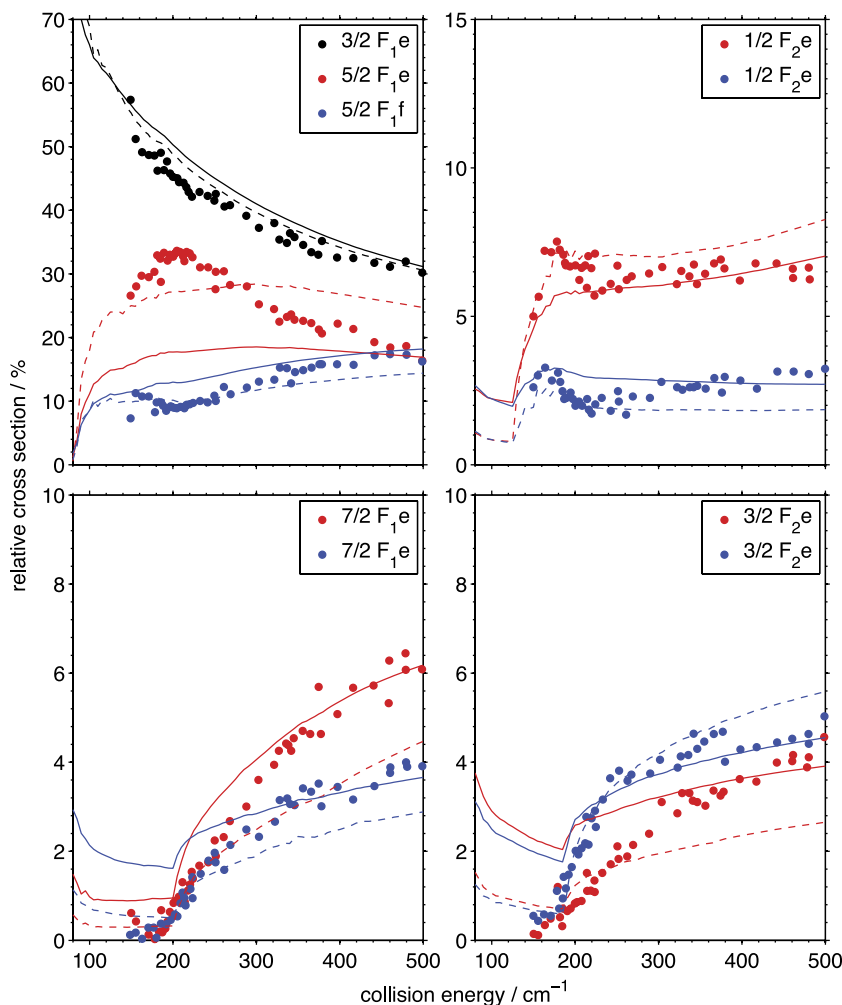 70
60
50
40
30
20
10
0
3/2 F1e
5/2 F1e
5/2 F1f
15
10
5
0
1/2 F2e
1/2 F2e
relative cross section / %
10
8
6
4
2
0
7/2 F1e
7/2 F1e
100 200 300 400 500
10
8
6
4
2
0
3/2 F2e
3/2 F2e
100 200 300 400 500
collision energy / cm−1